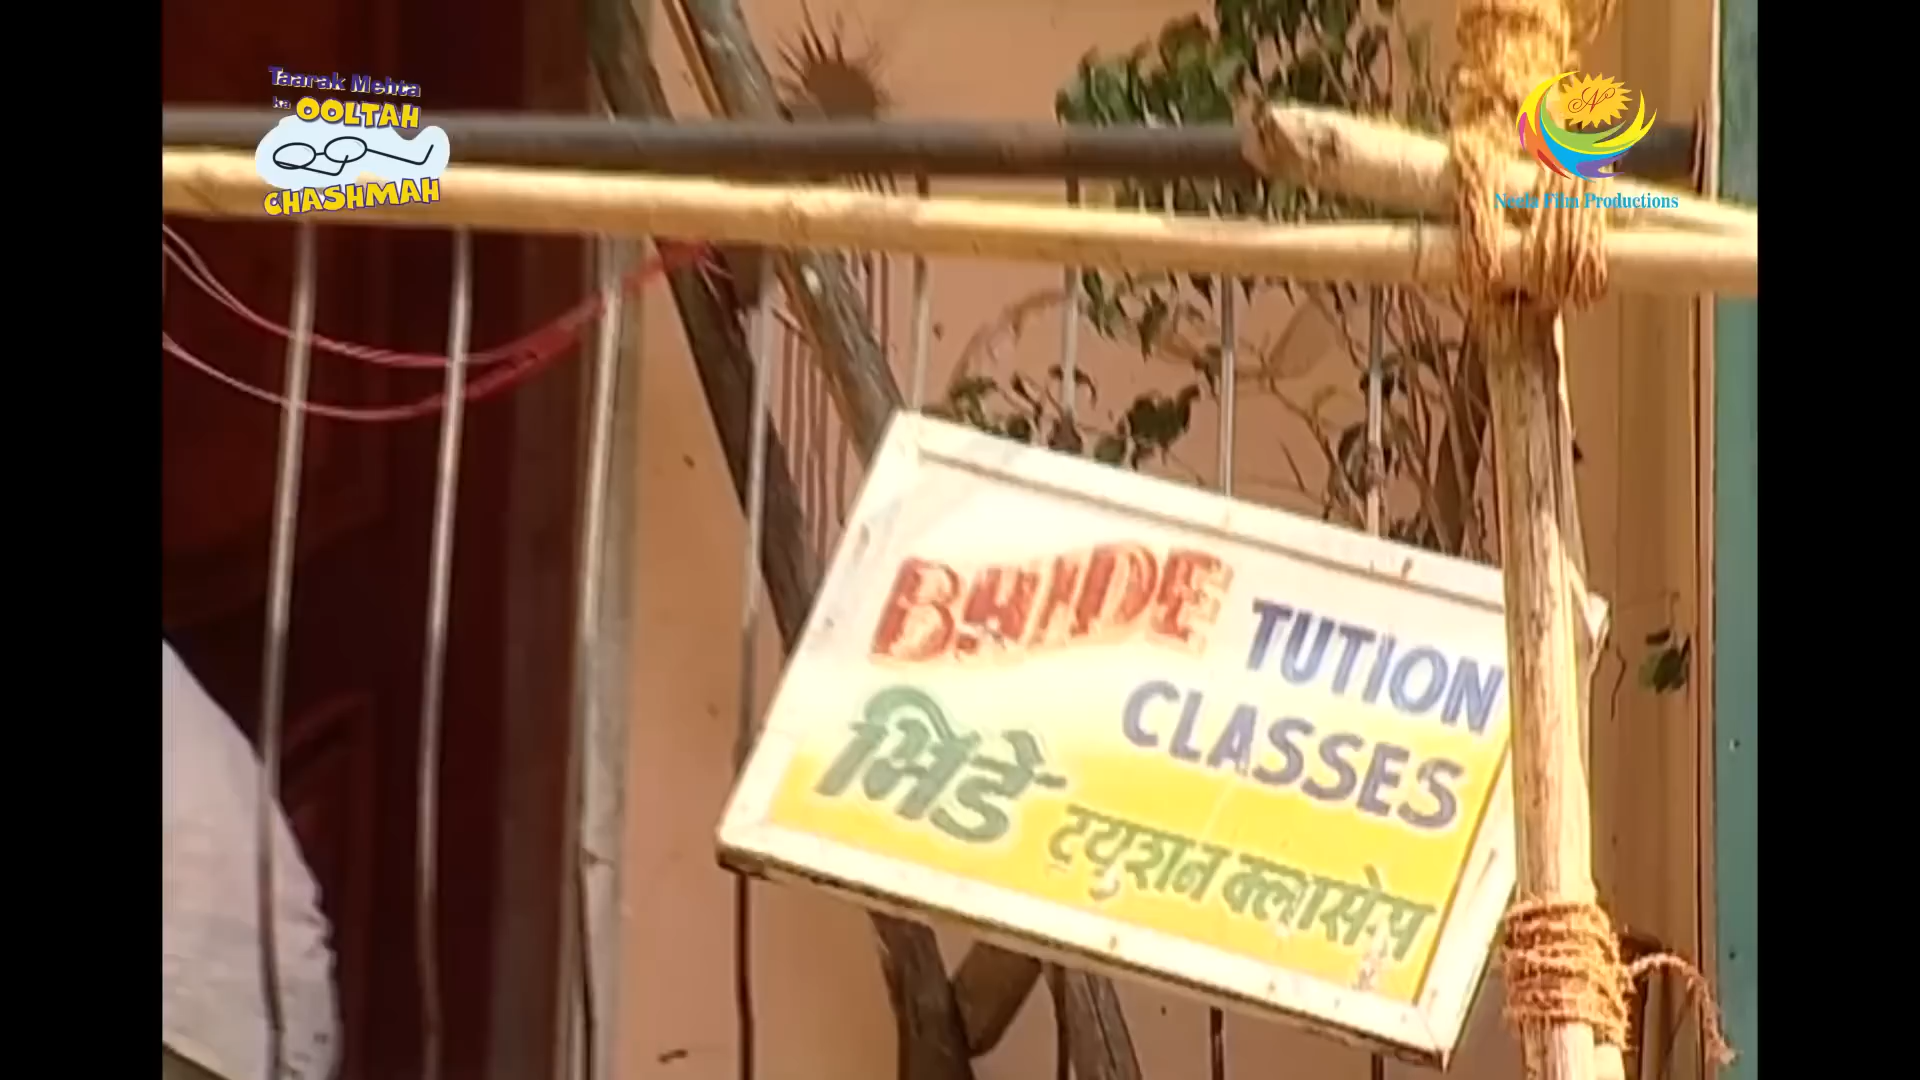 Taarak Mehta
ka OOLTAH
CHASHMAH
Neela Film Productions
BHIDE TUTION
CLASSES
भिडे ट्युशन क्लासेस